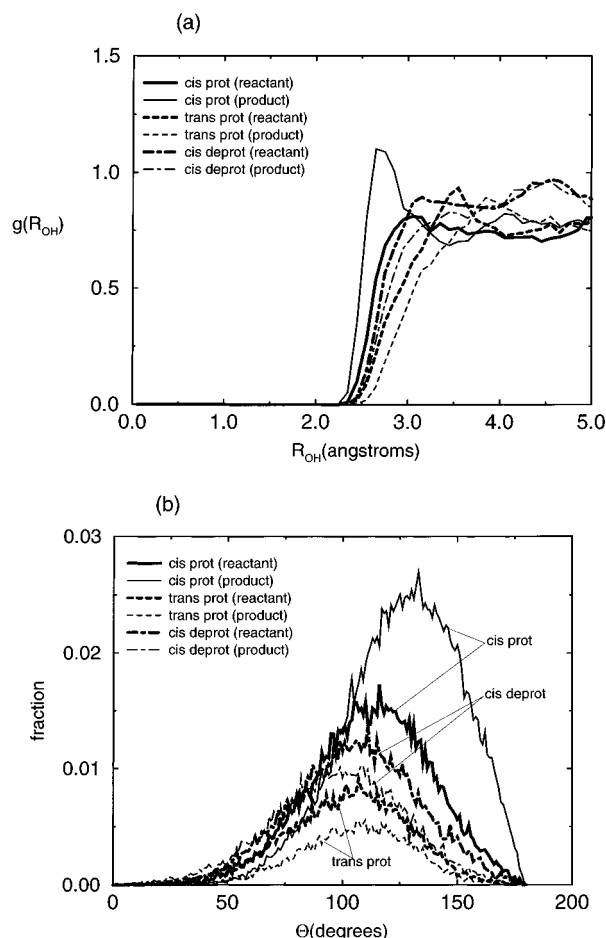 (a)
1.5
cis prot (reactant)
cis prot (product)
trans prot (reactant)
trans prot (product)
cis deprot (reactant)
cis deprot (product)
1.0
g(R_OH)
0.5
0.0
0.0 1.0 2.0 3.0 4.0 5.0
R_OH(angstroms)
(b)
0.03
cis prot (reactant)
cis prot (product)
trans prot (reactant)
trans prot (product)
cis deprot (reactant)
cis deprot (product)
cis prot
0.02
cis deprot
fraction
0.01
trans prot
0.00
0 50 100 150 200
Θ(degrees)